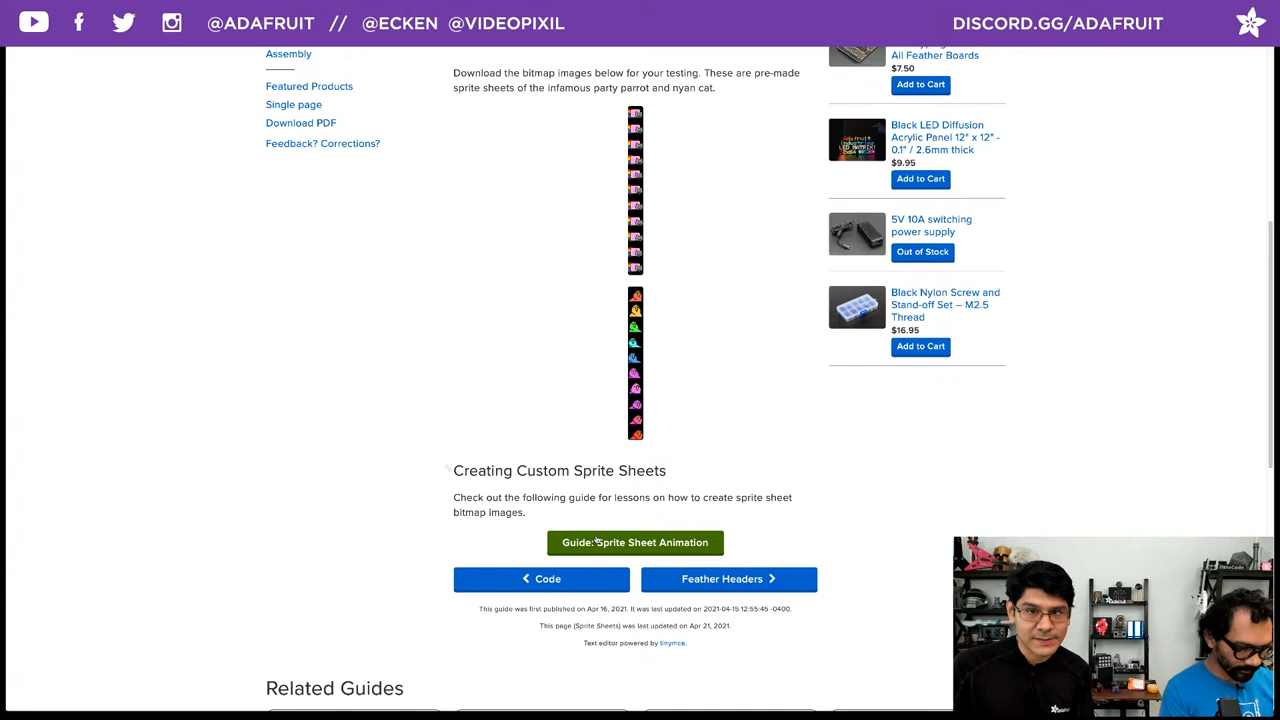 @ADAFRUIT // @ECKEN @VIDEOPIXIL
DISCORD.GG/ADAFRUIT
Assembly
Featured Products
Single page
Download PDF
Feedback? Corrections?
Download the bitmap images below for your testing. These are pre-made
sprite sheets of the infamous party parrot and nyan cat.
Creating Custom Sprite Sheets
Check out the following guide for lessons on how to create sprite sheet
bitmap images.
Guide: Sprite Sheet Animation
Code
Feather Headers
This guide was first published on Apr 16, 2021. It was last updated on 2021-04-15 12:55:45 -0400.
This page (Sprite Sheets) was last updated on Apr 21, 2021.
Text editor powered by tinymce.
Related Guides
All Feather Boards
$7.50
Add to Cart
Black LED Diffusion
Acrylic Panel 12" x 12" -
0.1" / 2.6mm thick
$9.95
Add to Cart
5V 10A switching
power supply
Out of Stock
Black Nylon Screw and
Stand-off Set – M2.5
Thread
$16.95
Add to Cart